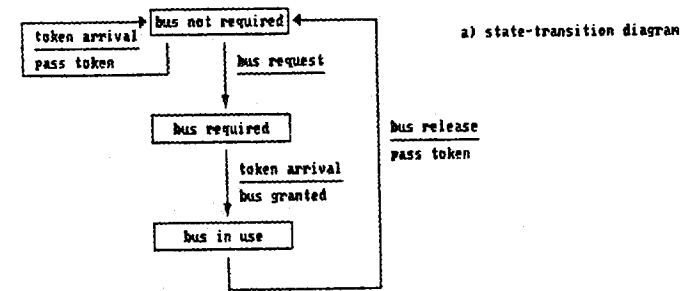 bus not required
a) state-transition diagram
token arrival
pass token
bus request
bus required
bus release
pass token
token arrival
bus granted
bus in use